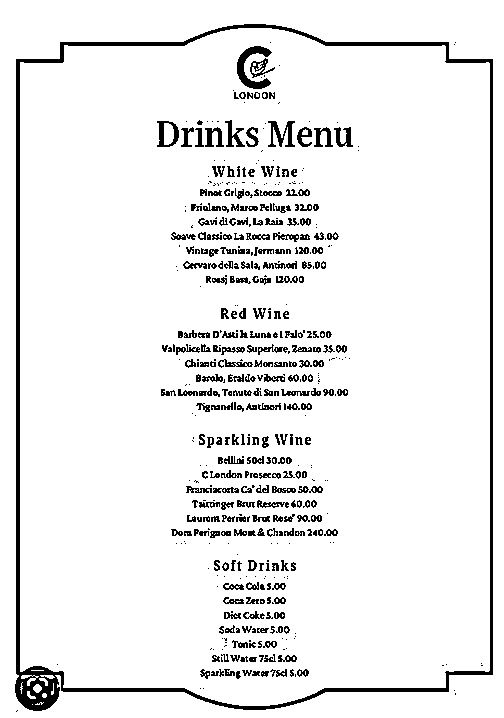 C
LONDON
Drinks Menu
White Wine
Pinot Grigio, Stocco 22.00
Friulano, Marco Felluga 32.00
Gavi di Gavi, La Raia 35.00
Soave Classico La Rocca Pieropan 43.00
Vintage Tunina, Jermann 120.00
Cervaro della Sala, Antinori 85.00
Rossj Bass, Gaja 120.00
Red Wine
Barbera D'Asti la Luna e I Falo' 25.00
Valpolicella Ripasso Superiore, Zenato 35.00
Chianti Classico Monsanto 30.00
Barolo, Eraldo Viberti 60.00
San Leonardo, Tenute di San Leonardo 90.00
Tignanello, Antinori 140.00
Sparkling Wine
Bellini 50cl 30.00
C London Prosecco 25.00
Franciacorta Ca' del Bosco 50.00
Taittinger Brut Reserve 60.00
Laurent Perrier Brut Rose' 90.00
Dom Perignon Moet & Chandon 240.00
Soft Drinks
Coca Cola 5.00
Coca Zero 5.00
Diet Coke 5.00
Soda Water 5.00
Tonic 5.00
Still Water 75cl 5.00
Sparkling Water 75cl 5.00